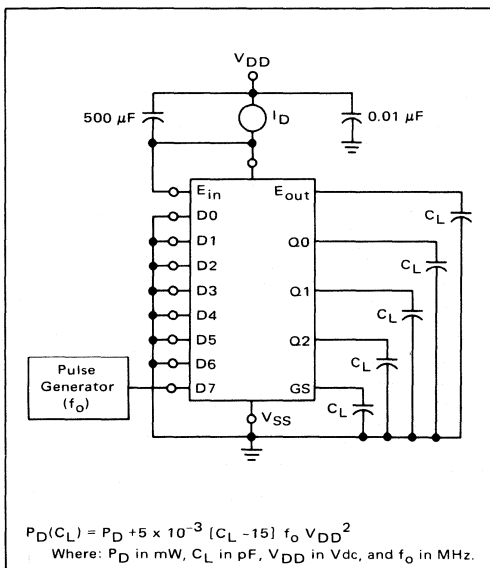 VDD
500 µF
ID
0.01 µF
Ein
Eout
D0
CL
D1
Q0
D2
CL
D3
Q1
D4
CL
D5
Q2
D6
CL
Pulse
Generator
(fo)
D7
GS
CL
VSS
PD(CL) = PD +5 x 10⁻³ [CL -15] fo VDD²
Where: PD in mW, CL in pF, VDD in Vdc, and fo in MHz.